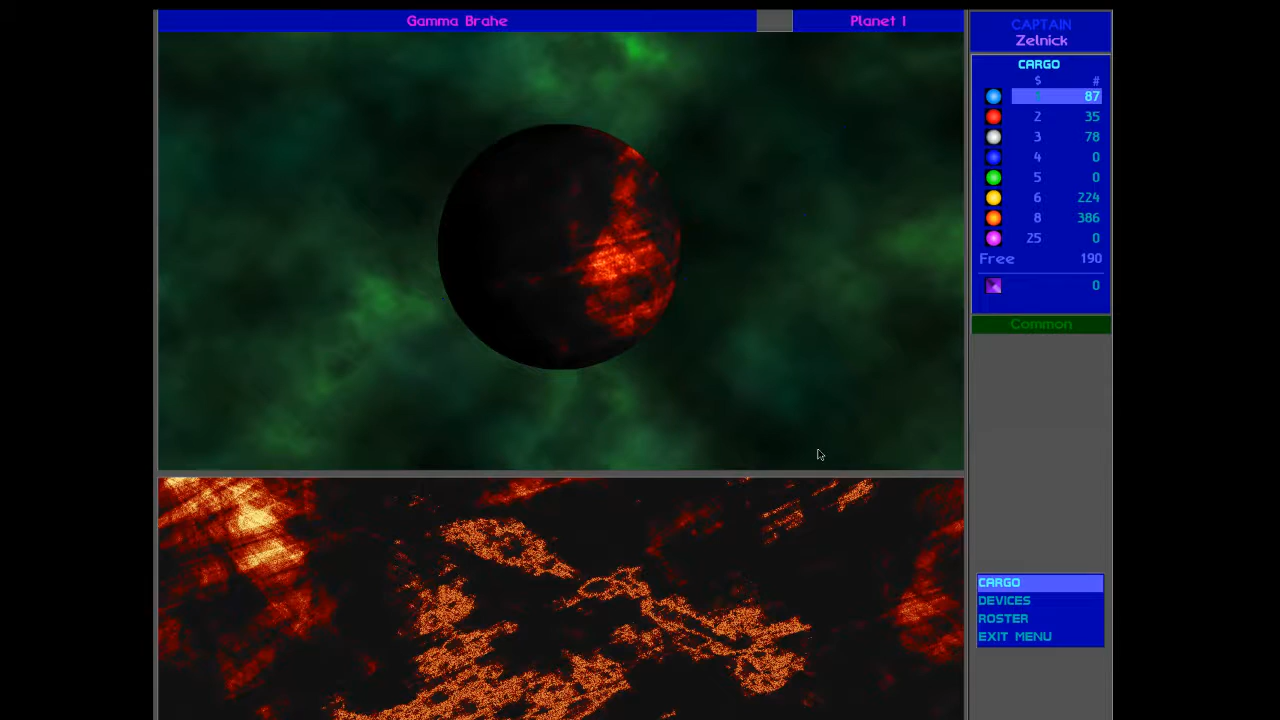 Gamma Brahe
Planet I
CAPTAIN
Zelnick
CARGO
$ #
1 87
2 35
3 78
4 0
5 0
6 224
8 386
25 0
Free 190
0
Common
CARGO
DEVICES
ROSTER
EXIT MENU